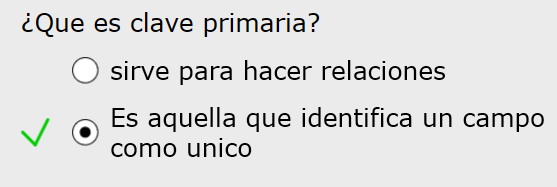 ¿Que es clave primaria?
sirve para hacer relaciones
Es aquella que identifica un campo
como unico